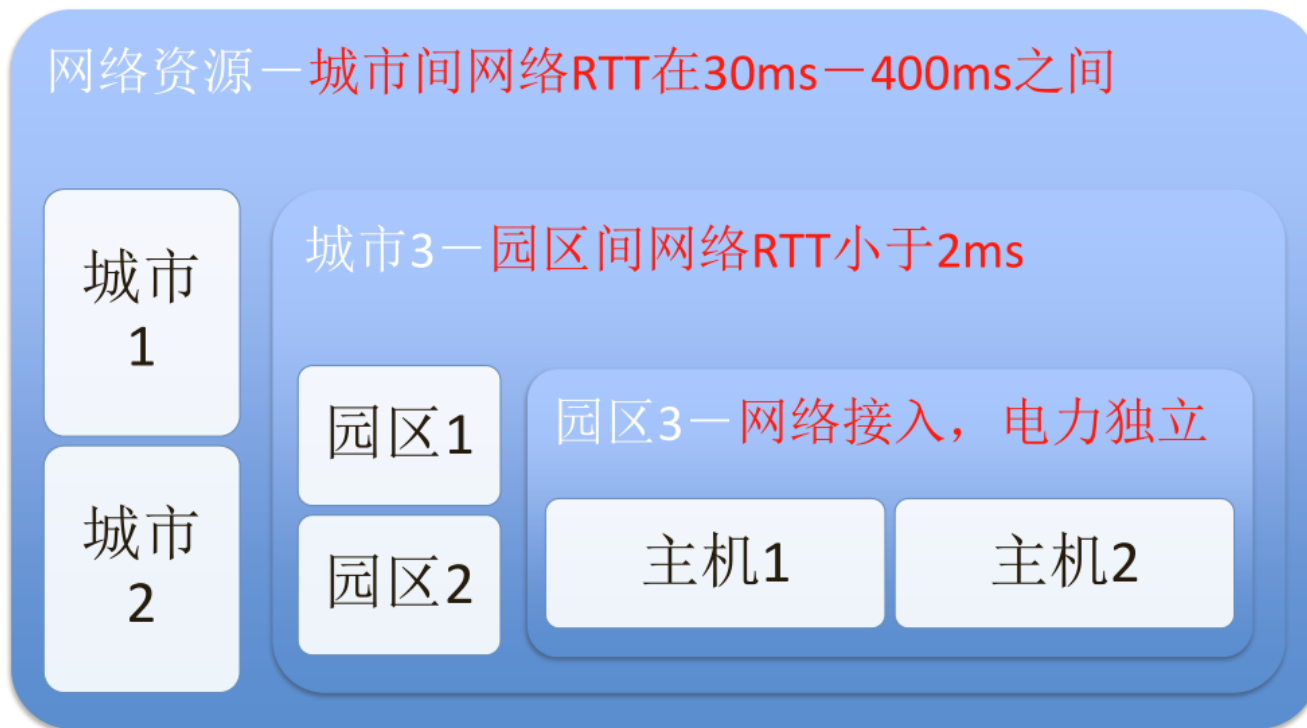 网络资源－城市间网络RTT在30ms－400ms之间
城市
1
城市
2
城市3－园区间网络RTT小于2ms
园区1
园区2
园区3－网络接入，电力独立
主机1
主机2